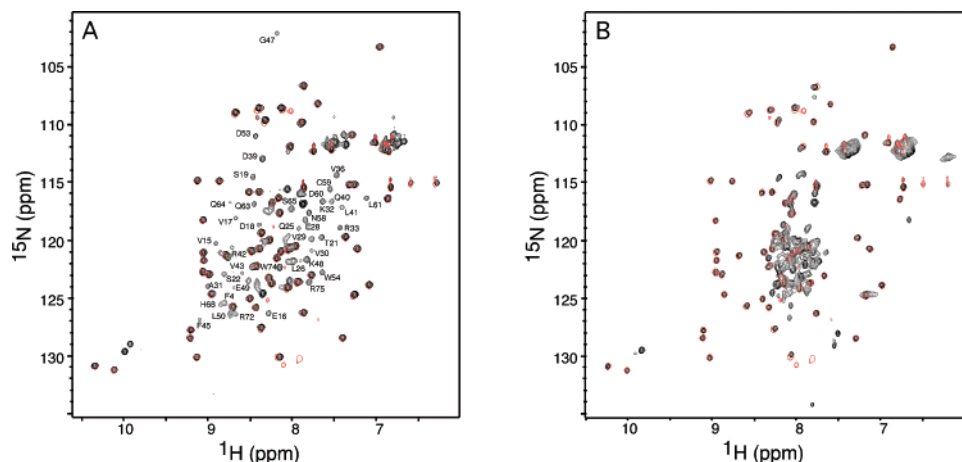 A
B
G47
105
105
110
110
D53
D39
S19
V36
C59
115
115
D60
Q40
L61
Q64
Q63
S65
K32
L41
V17
D18
N58
Q25
L28
R33
120
120
V15
V29
T21
R42
V30
V43
W74
K48
S22
L26
W54
A31
E49
R75
125
125
H68
F4
L50
R72
E16
F45
130
130
15N (ppm)
15N (ppm)
10 9 8 7
10 9 8 7
1H (ppm)
1H (ppm)